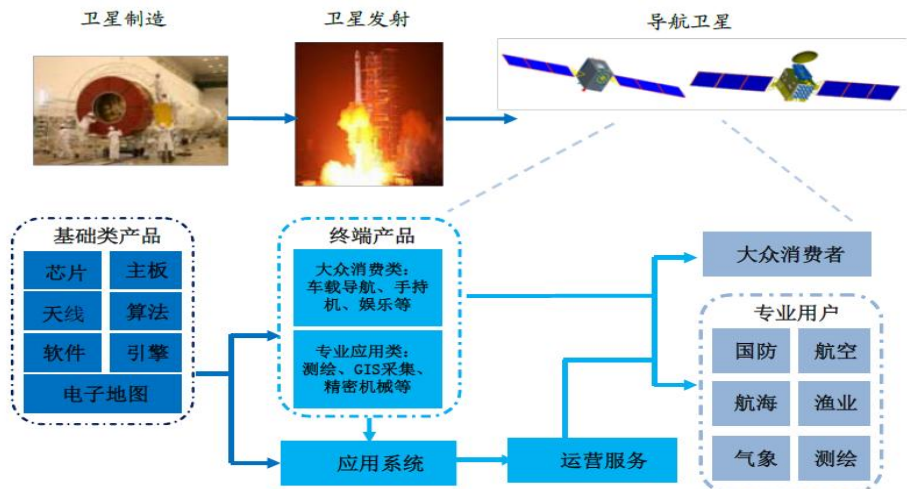 卫星制造
卫星发射
导航卫星
基础类产品
芯片
主板
天线
算法
软件
引擎
电子地图
终端产品
大众消费类:
车载导航、手持
机、娱乐等
专业应用类:
测绘、GIS采集、
精密机械等
应用系统
运营服务
大众消费者
专业用户
国防
航空
航海
渔业
气象
测绘